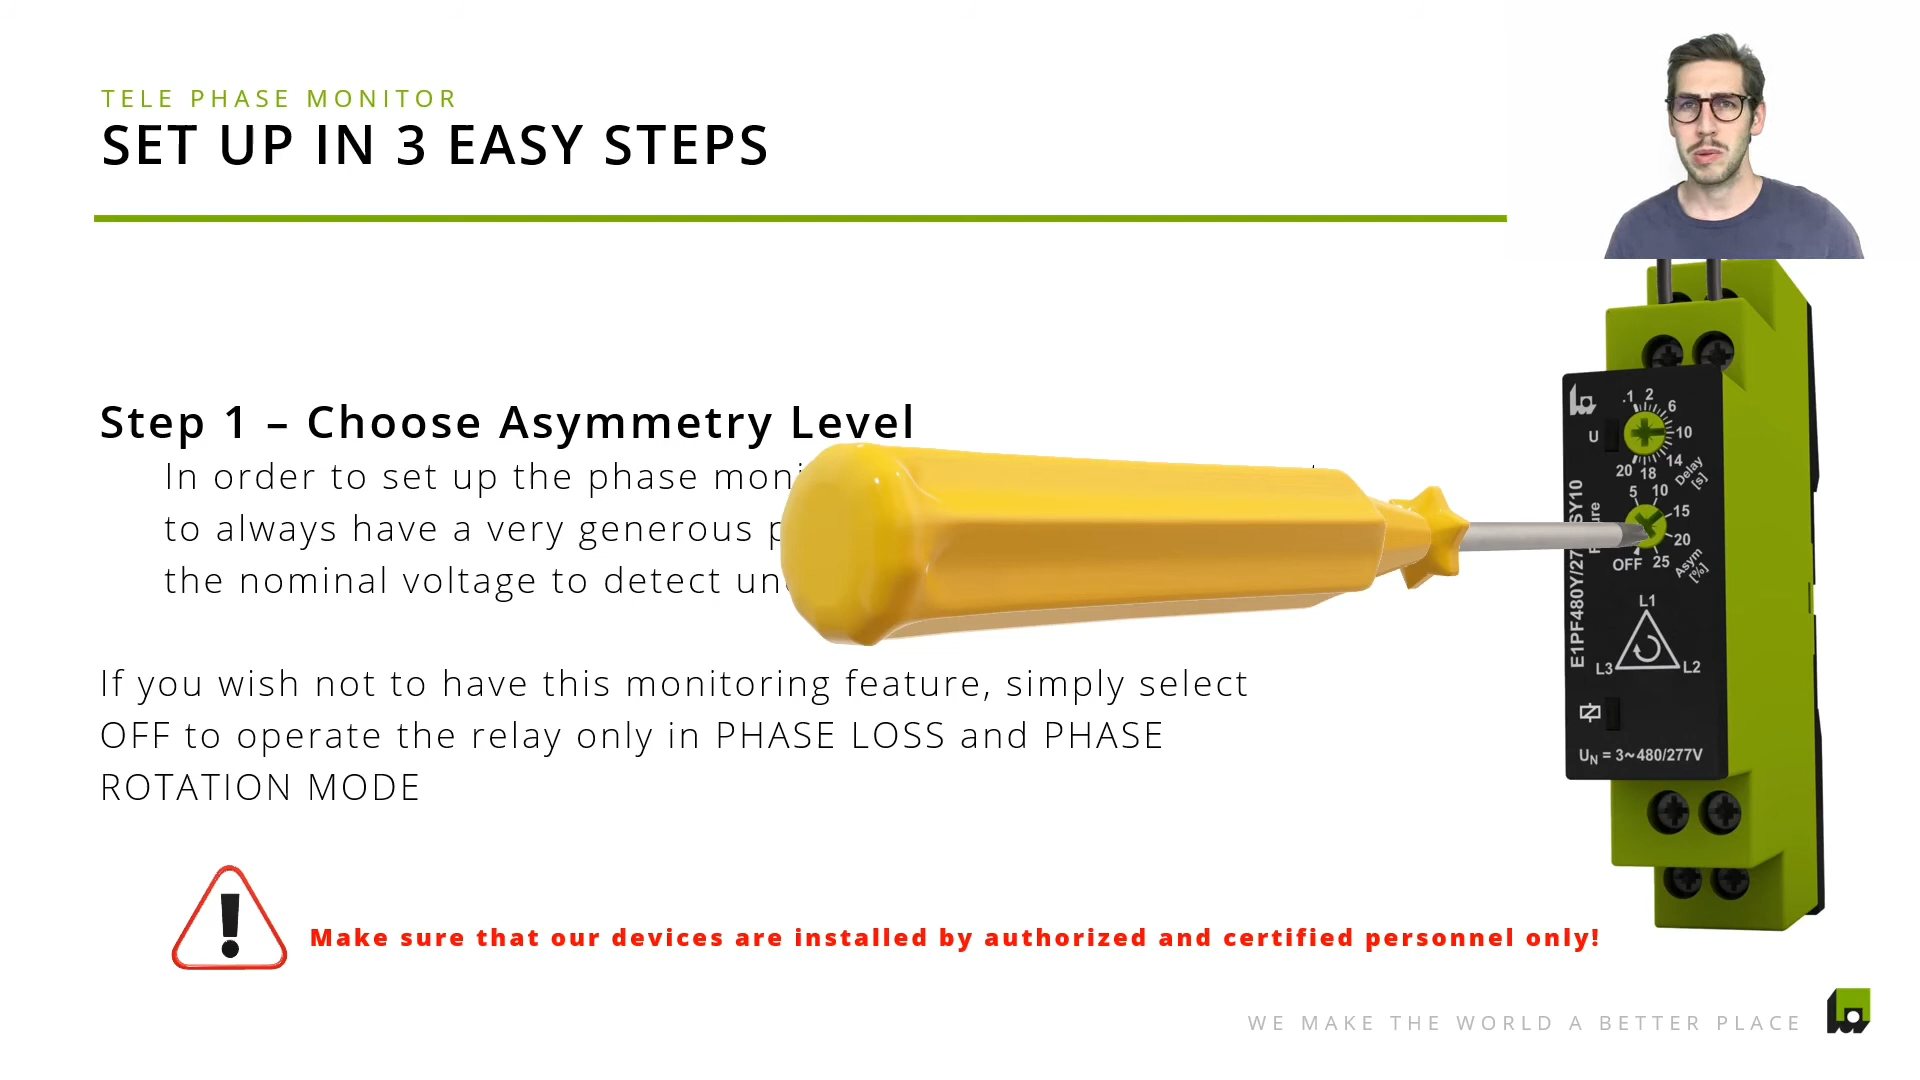 TELE PHASE MONITOR
SET UP IN 3 EASY STEPS
Step 1 – Choose Asymmetry Level
In order to set up the phase
to always have a very generous
the nominal voltage to detect
If you wish not to have this monitoring feature, simply select
OFF to operate the relay only in PHASE LOSS and PHASE
ROTATION MODE
Make sure that our devices are installed by authorized and certified personnel only!
WE MAKE THE WORLD A BETTER PLACE
.1 2 6 10 14 18 20
U
Delay
[s]
5 10 15 20 25 OFF
Asym
[%]
L1
L3 L2
UN = 3~480/277V